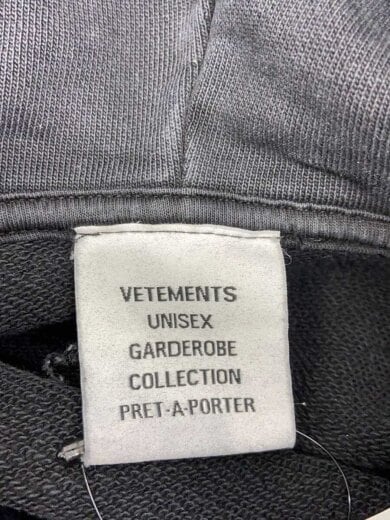 VETEMENTS
UNISEX
GARDEROBE
COLLECTION
PRET-A-PORTER